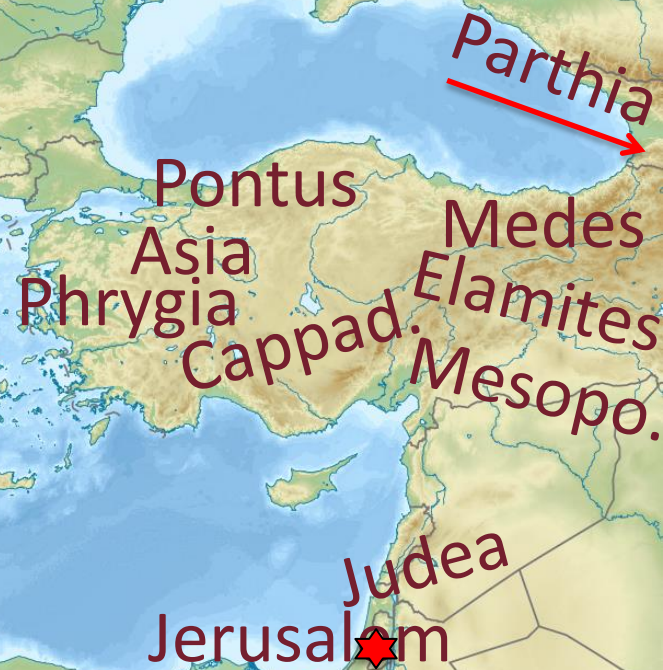 Parthia
Pontus
Medes
Asia
Elamites
Phrygia
Cappad.
Mesopo.
Judea
Jerusalem